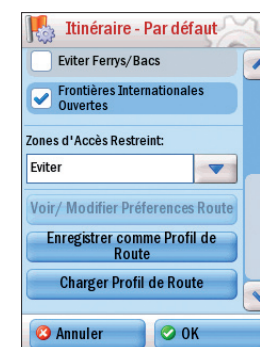 Itinéraire - Par défaut
Eviter Ferrys/Bacs
Frontières Internationales
Ouvertes
Zones d'Accès Restreint:
Eviter
Voir/ Modifier Préferences Route
Enregistrer comme Profil de
Route
Charger Profil de Route
Annuler
OK